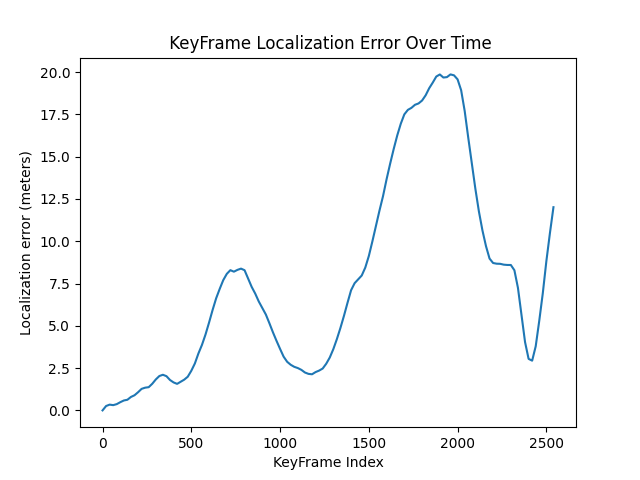 KeyFrame Localization Error Over Time
Localization error (meters)
20.0
17.5
15.0
12.5
10.0
7.5
5.0
2.5
0.0
0 500 1000 1500 2000 2500
KeyFrame Index